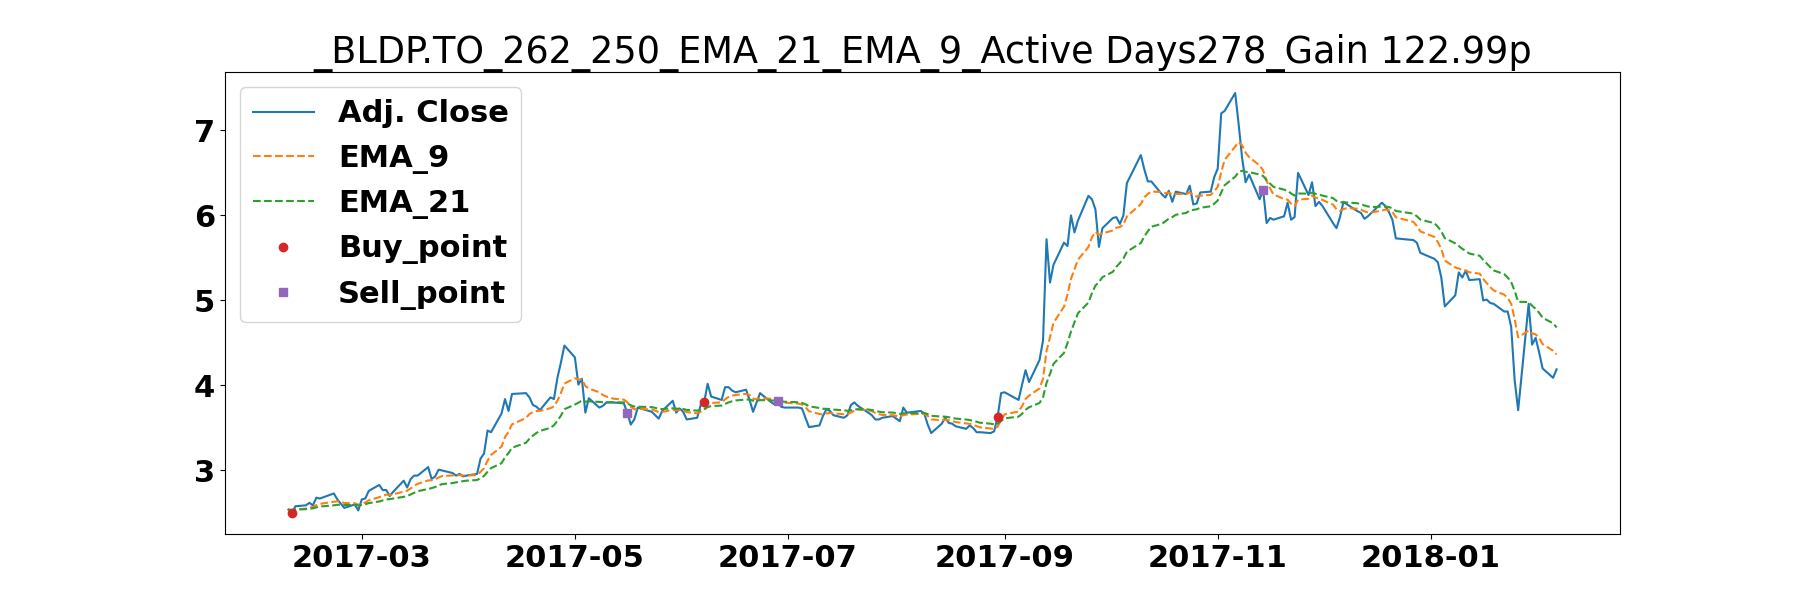 _BLDP.TO_262_250_EMA_21_EMA_9_Active Days278_Gain 122.99p
Adj. Close
EMA_9
EMA_21
Buy_point
Sell_point
7
6
5
4
3
2017-03 2017-05 2017-07 2017-09 2017-11 2018-01